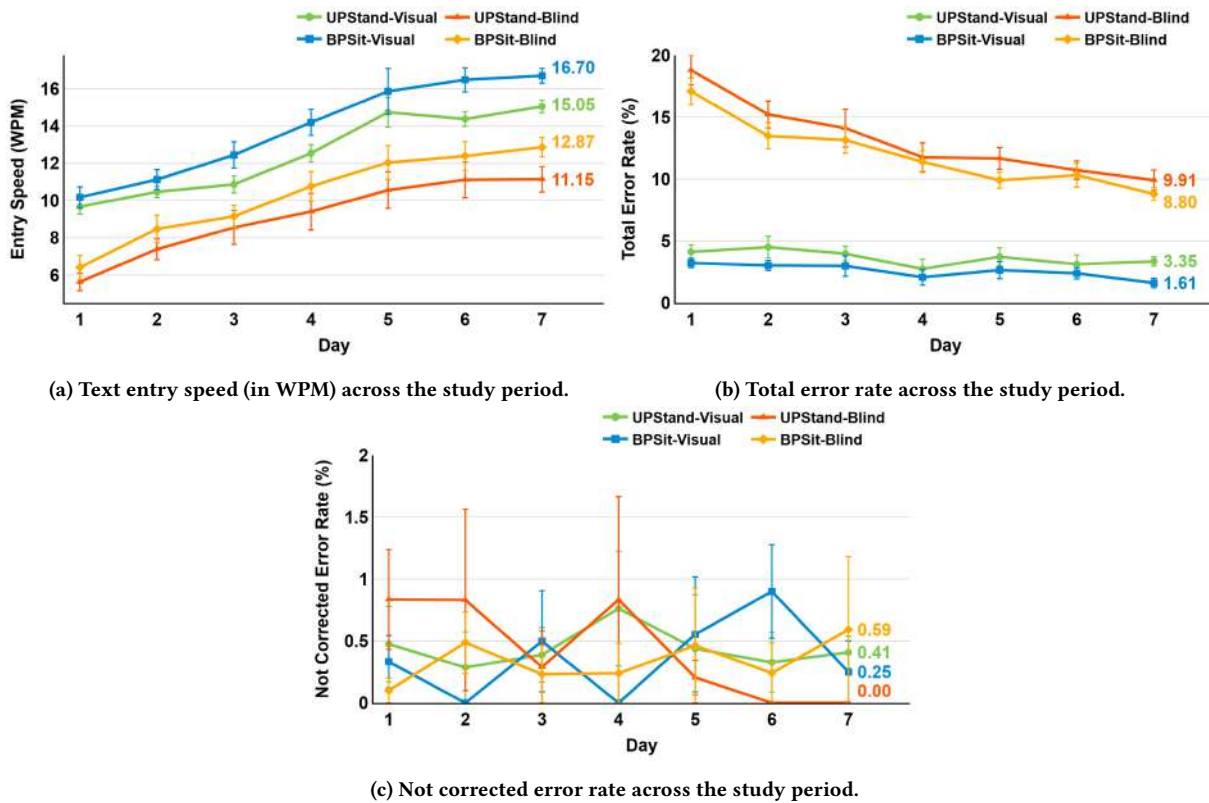 UPStand-Visual UPStand-Blind
BPSit-Visual BPSit-Blind
Entry Speed (WPM)
16
14
12
10
8
6
16.70
15.05
12.87
11.15
1 2 3 4 5 6 7
Day
(a) Text entry speed (in WPM) across the study period.
UPStand-Visual UPStand-Blind
BPSit-Visual BPSit-Blind
Total Error Rate (%)
20
15
10
5
0
9.91
8.80
3.35
1.61
1 2 3 4 5 6 7
Day
(b) Total error rate across the study period.
UPStand-Visual UPStand-Blind
BPSit-Visual BPSit-Blind
Not Corrected Error Rate (%)
2
1.5
1
0.5
0
0.59
0.41
0.25
0.00
1 2 3 4 5 6 7
Day
(c) Not corrected error rate across the study period.